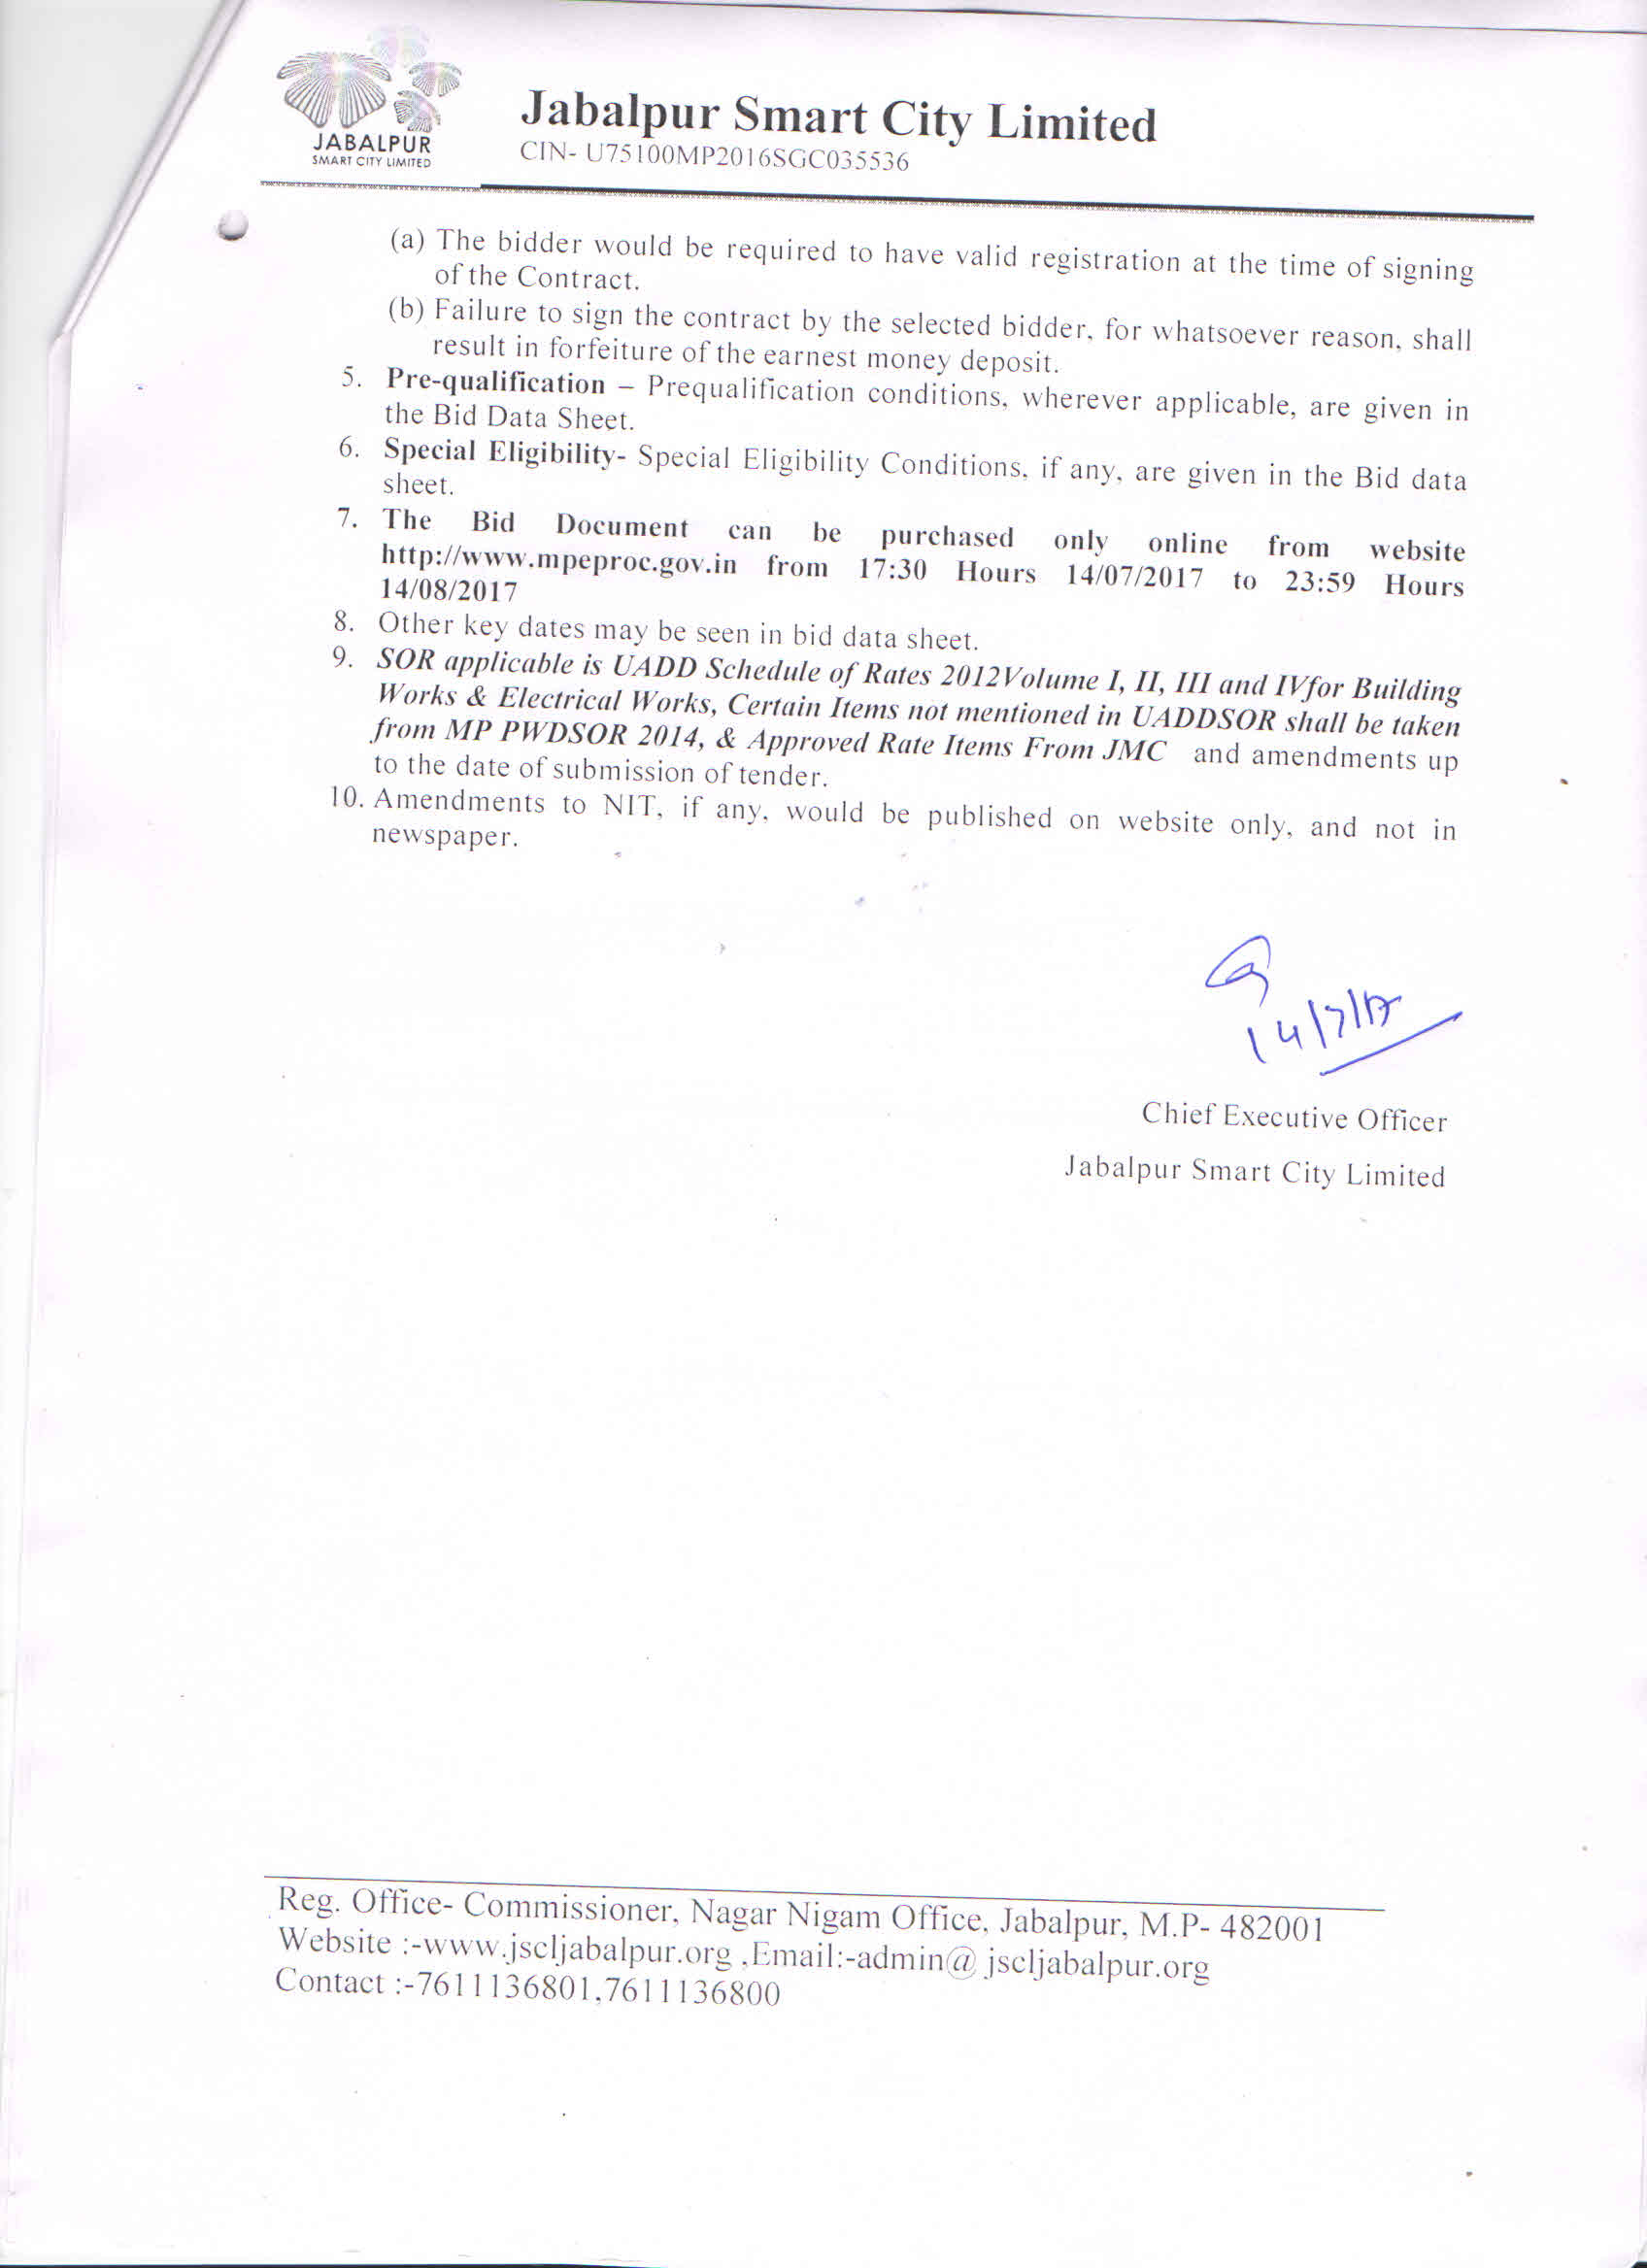 JABALPUR
SMART CITY LIMITED
Jabalpur Smart City Limited
CIN- U75100MP2016SGC035536
(a) The bidder would be required to have valid registration at the time of signing
of the Contract.
(b) Failure to sign the contract by the selected bidder, for whatsoever reason, shall
result in forfeiture of the earnest money deposit.
5. Pre-qualification – Prequalification conditions, wherever applicable, are given in
the Bid Data Sheet.
6. Special Eligibility- Special Eligibility Conditions, if any, are given in the Bid data
sheet.
7. The Bid Document can be purchased only online from website
http://www.mpeproc.gov.in from 17:30 Hours 14/07/2017 to 23:59 Hours
14/08/2017
8. Other key dates may be seen in bid data sheet.
9. SOR applicable is UADD Schedule of Rates 2012Volume I, II, III and IVfor Building
Works & Electrical Works, Certain Items not mentioned in UADDSOR shall be taken
from MP PWDSOR 2014, & Approved Rate Items From JMC and amendments up
to the date of submission of tender.
10. Amendments to NIT, if any, would be published on website only, and not in
newspaper.
14/7/17
Chief Executive Officer
Jabalpur Smart City Limited
Reg. Office- Commissioner, Nagar Nigam Office, Jabalpur, M.P- 482001
Website :-www.jscljabalpur.org ,Email:-admin@ jscljabalpur.org
Contact :-7611136801,7611136800